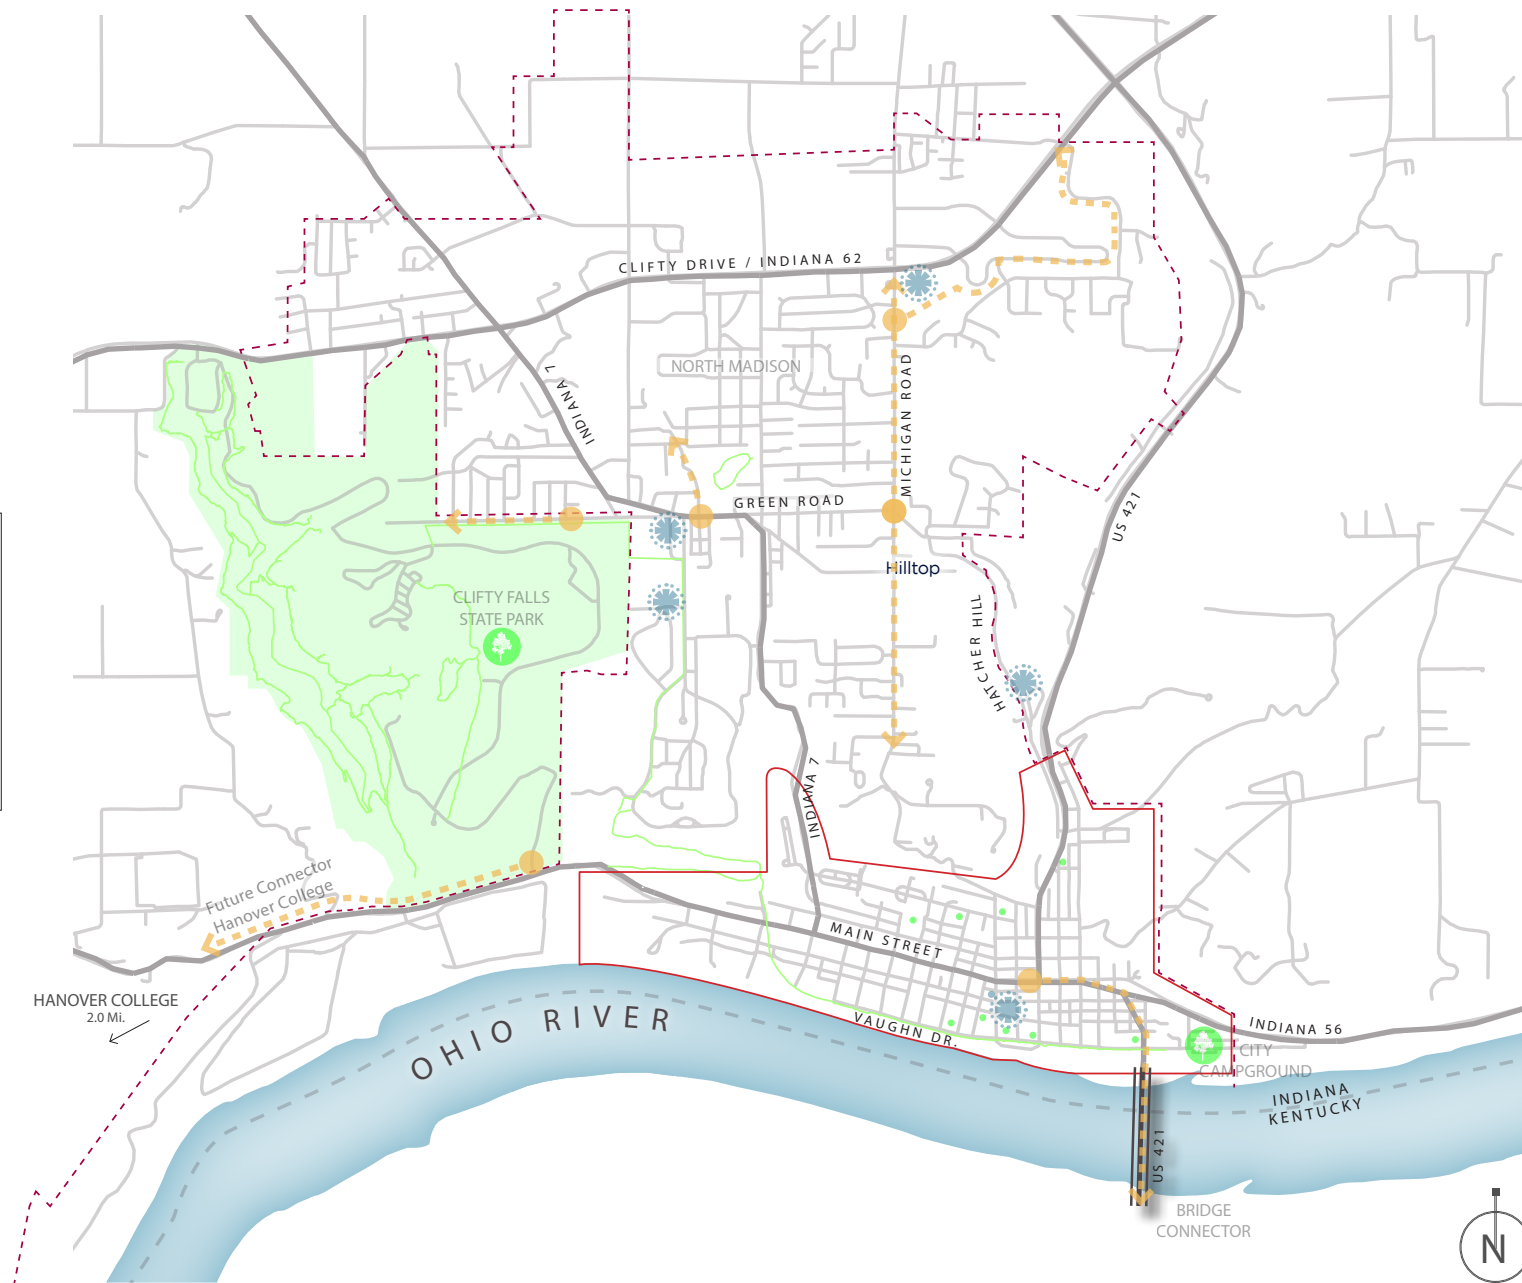 CLIFTY DRIVE / INDIANA 62
NORTH MADISON
INDIANA 7
MICHIGAN ROAD
GREEN ROAD
US 421
Hilltop
CLIFTY FALLS
STATE PARK
HATCHER HILL
INDIANA 7
Future Connector
Hanover College
MAIN STREET
HANOVER COLLEGE
2.0 Mi.
OHIO RIVER
VAUGHN DR.
INDIANA 56
CITY
CAMPGROUND
INDIANA
KENTUCKY
US 421
BRIDGE
CONNECTOR
N